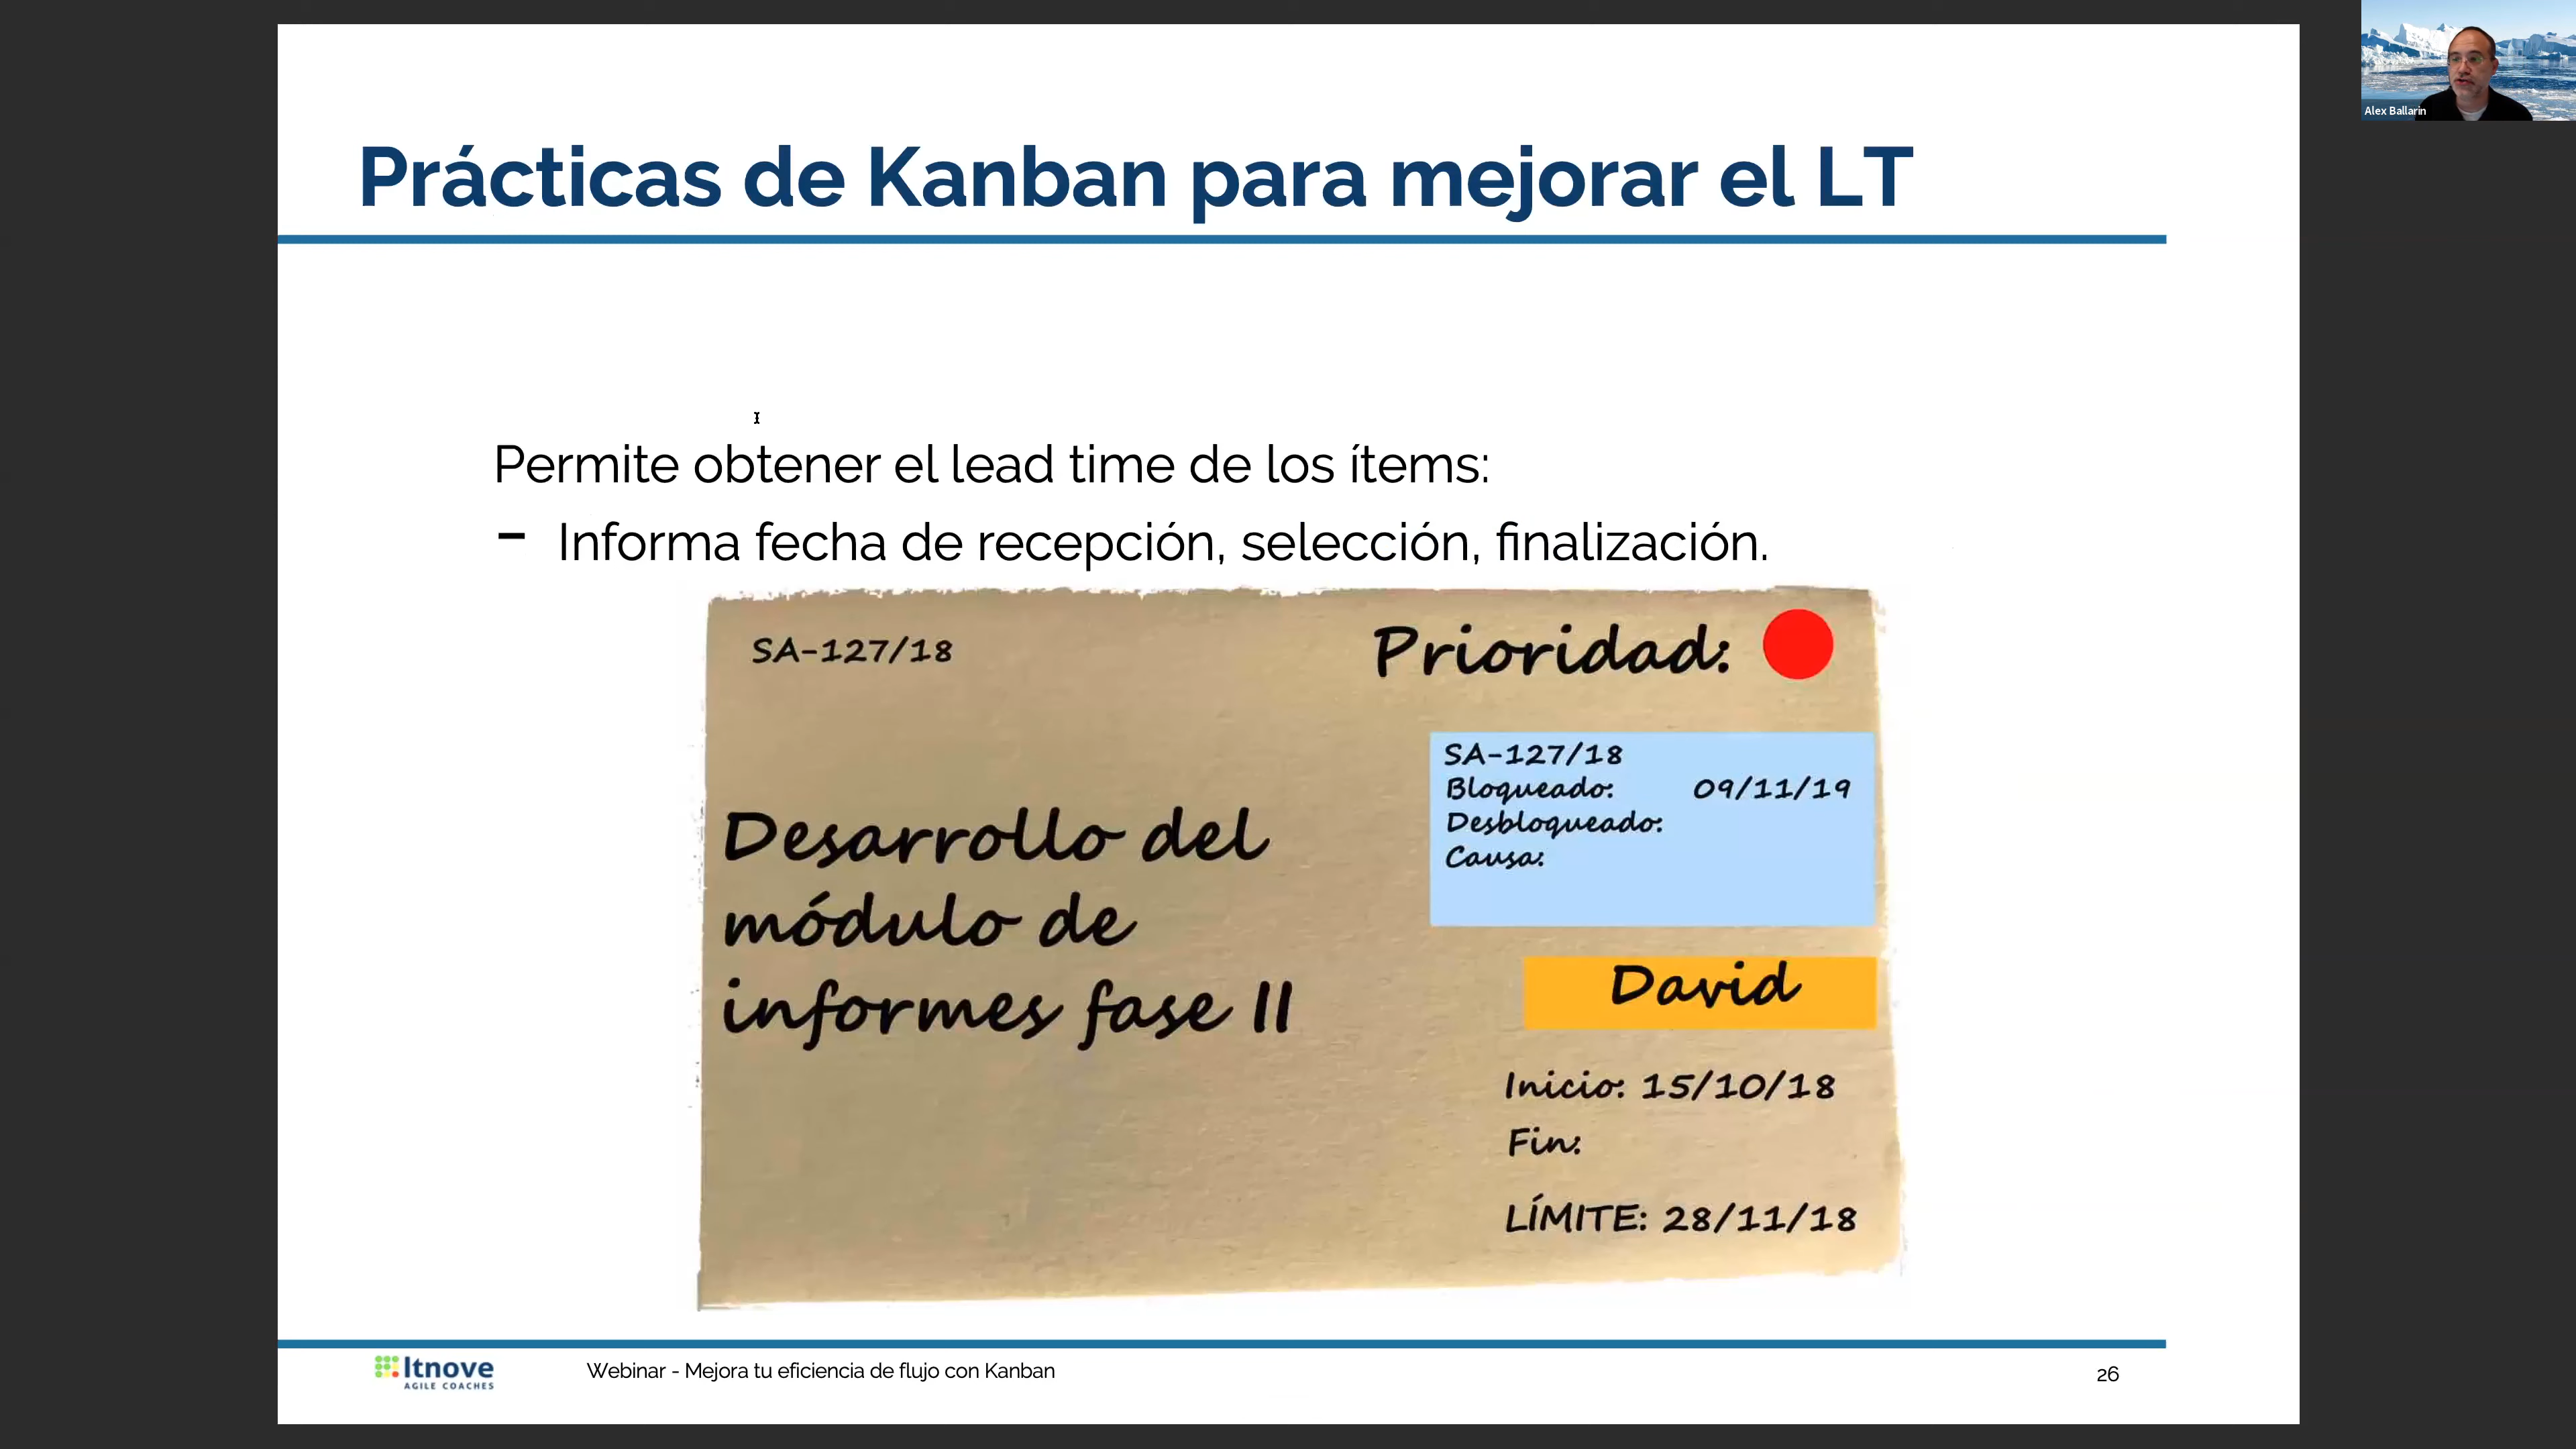 Alex Ballarin
Prácticas de Kanban para mejorar el LT
Permite obtener el lead time de los ítems:
- Informa fecha de recepción, selección, finalización.
SA-127/18
Prioridad:
SA-127/18
Bloqueado: 09/11/19
Desbloqueado:
Causa:
Desarrollo del
módulo de
informes fase II
David
Inicio: 15/10/18
Fin:
LÍMITE: 28/11/18
Itnove
AGILE COACHES
Webinar - Mejora tu eficiencia de flujo con Kanban
26